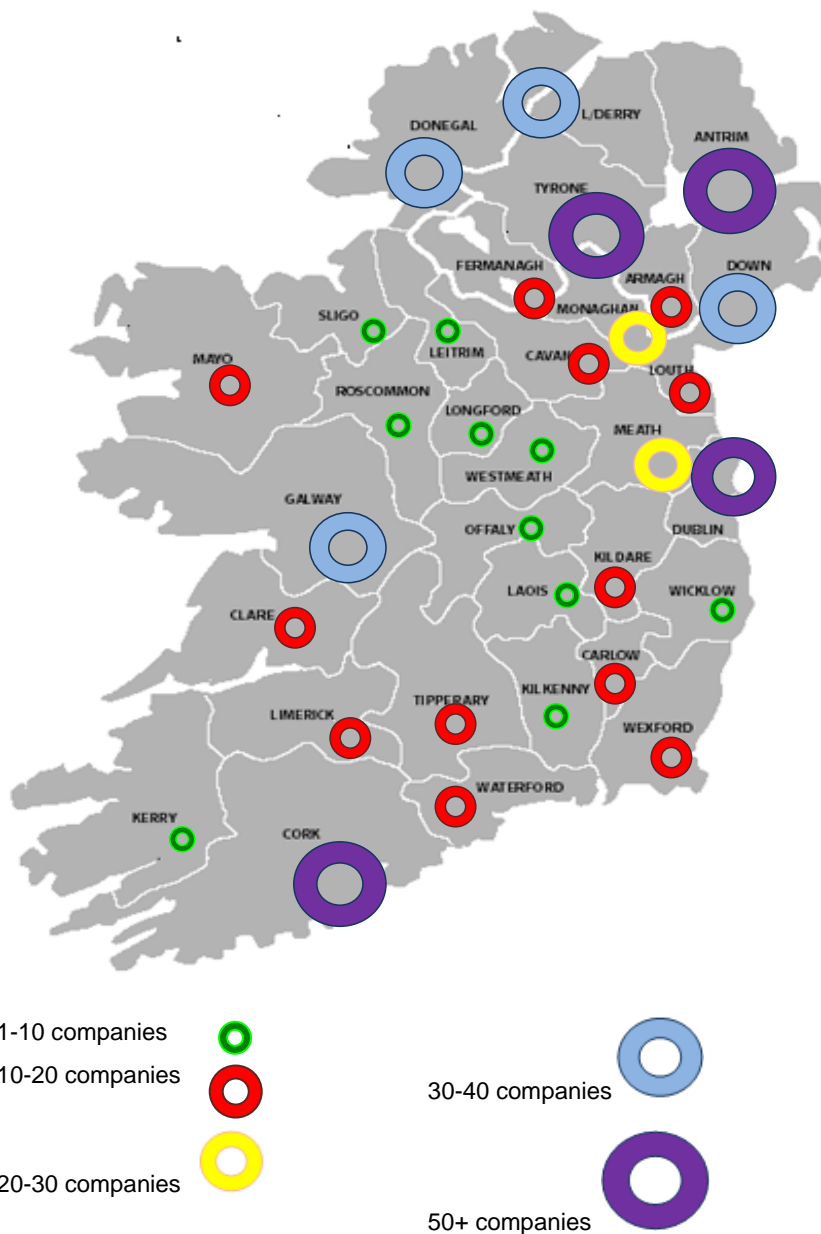 L/DERRY
DONEGAL
ANTRIM
TYRONE
FERMANAGH
DOWN
ARMAGH
MONAGHAN
SLIGO
LEITRIM
CAVAN
MAYO
LOUTH
ROSCOMMON
LONGFORD
MEATH
WESTMEATH
GALWAY
OFFALY
DUBLIN
KILDARE
LAOIS
WICKLOW
CLARE
CARLOW
KILKENNY
TIPPERARY
LIMERICK
WEXFORD
WATERFORD
KERRY
CORK
1-10 companies
10-20 companies
30-40 companies
20-30 companies
50+ companies